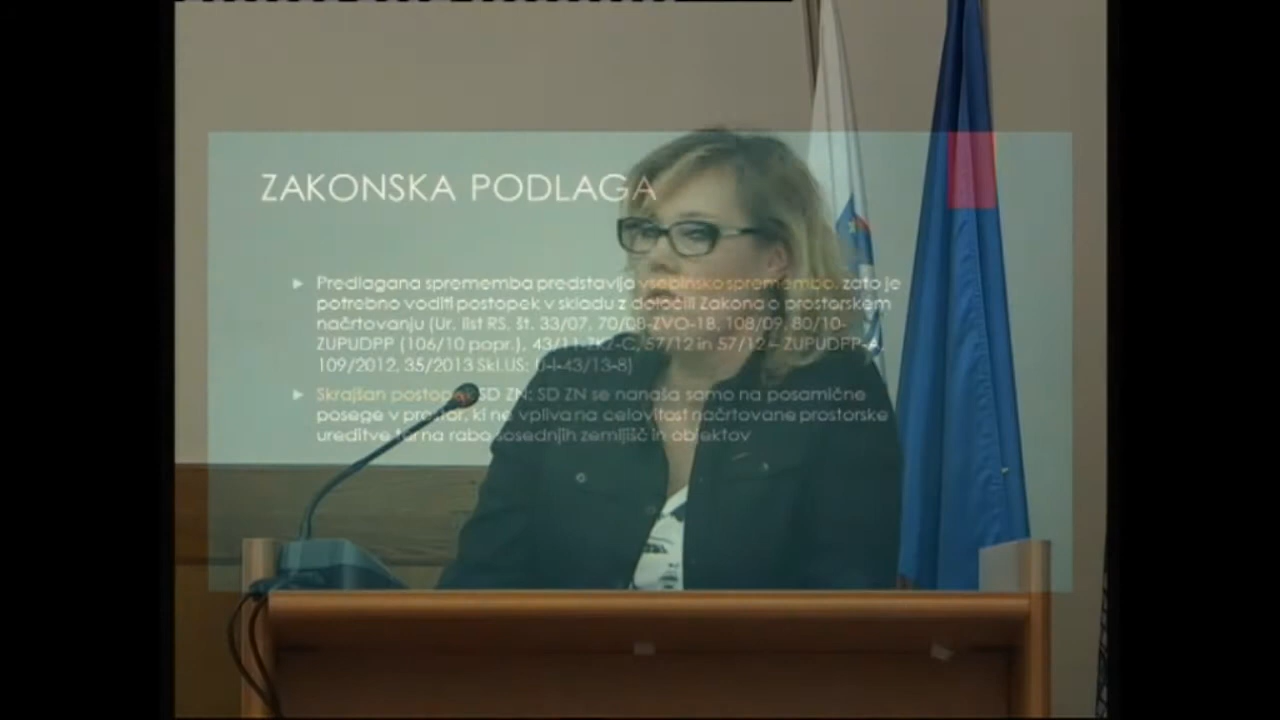 ZAKONSKA PODLAGA
Predlagana sprememba predstavlja vsebinsko spremembo, zato je
potrebno voditi postopek v skladu z določili Zakona o prostorskem
načrtovanju (Ur. list RS, št. 33/07, 70/08-ZVO-1B, 108/09, 80/10-
ZUPUDPP (106/10 popr.), 43/11-ZKZ-C, 57/12 in 57/12 – ZUPUDPP-A,
109/2012, 35/2013 Skl.US: U-I-43/13-8)
Skrajšan postopek SD ZN: SD ZN se nanaša samo na posamične
posege v prostor, ki ne vpliva na celovitost načrtovane prostorske
ureditve ter na rabo sosednjih zemljišč in objektov